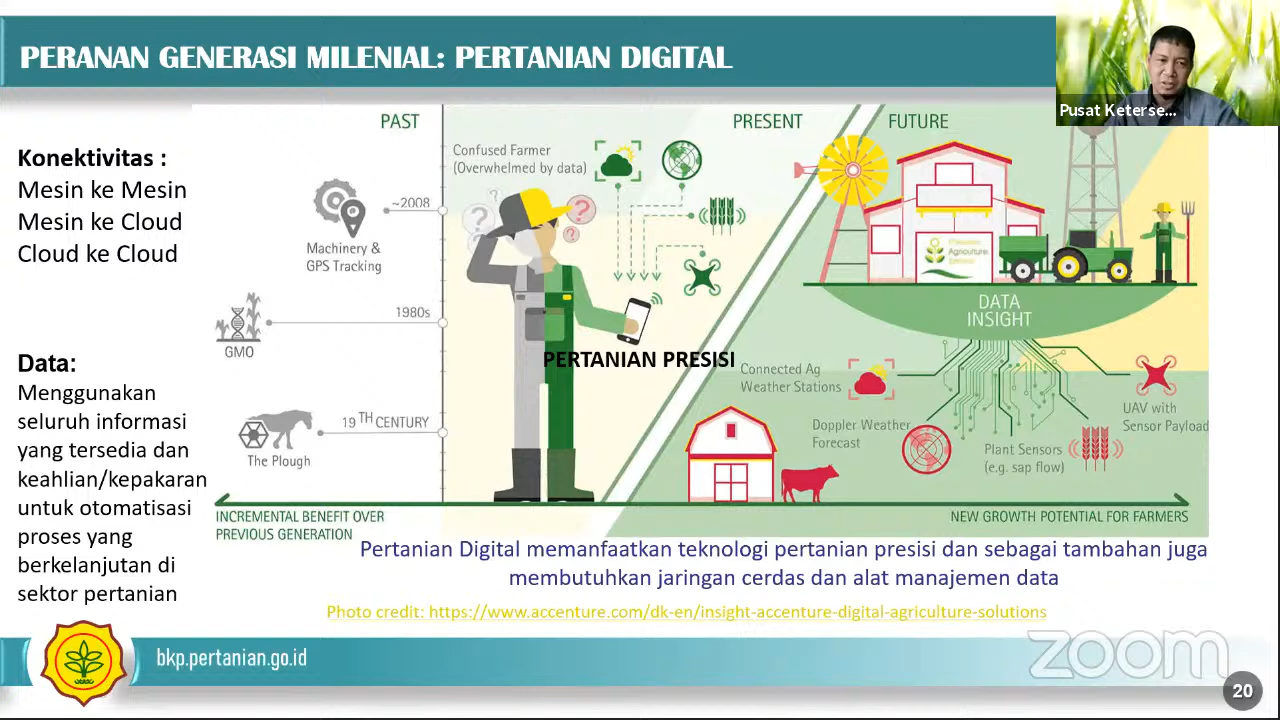 PERANAN GENERASI MILENIAL: PERTANIAN DIGITAL
Pusat Keterse...
Konektivitas :
Mesin ke Mesin
Mesin ke Cloud
Cloud ke Cloud
Data:
Menggunakan
seluruh informasi
yang tersedia dan
keahlian/kepakaran
untuk otomatisasi
proses yang
berkelanjutan di
sektor pertanian
PAST
~2008
Machinery &
GPS Tracking
1980s
GMO
19TH CENTURY
The Plough
PRESENT
Confused Farmer
(Overwhelmed by data)
PERTANIAN PRESISI
FUTURE
DATA
INSIGHT
Connected Ag
Weather Stations
Doppler Weather
Forecast
Plant Sensors
(e.g. sap flow)
UAV with
Sensor Payload
INCREMENTAL BENEFIT OVER
PREVIOUS GENERATION
NEW GROWTH POTENTIAL FOR FARMERS
Pertanian Digital memanfaatkan teknologi pertanian presisi dan sebagai tambahan juga
membutuhkan jaringan cerdas dan alat manajemen data
Photo credit: https://www.accenture.com/dk-en/insight-accenture-digital-agriculture-solutions
bkp.pertanian.go.id
zoom
20